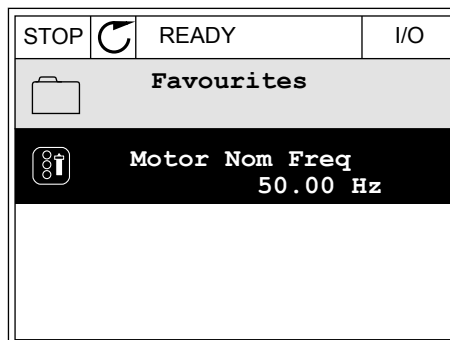 STOP READY I/O
Favourites
Motor Nom Freq
50.00 Hz